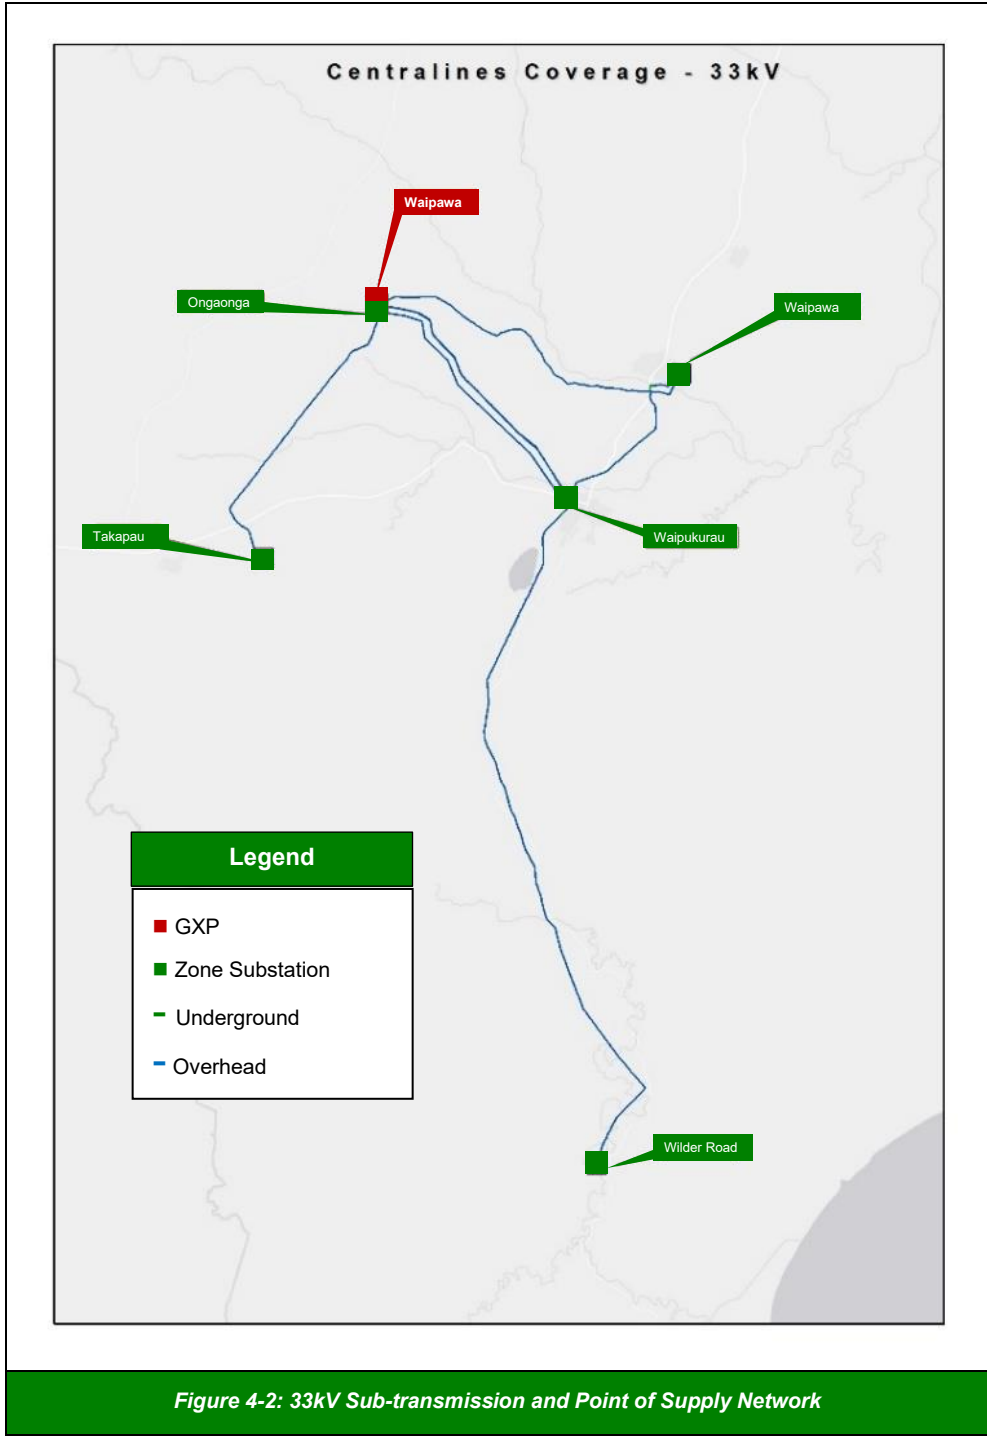 Centralines Coverage - 33kV
Waipawa
Ongaonga
Waipawa
Takapau
Waipukurau
Legend
GXP
Zone Substation
Underground
Overhead
Wilder Road
Figure 4-2: 33kV Sub-transmission and Point of Supply Network